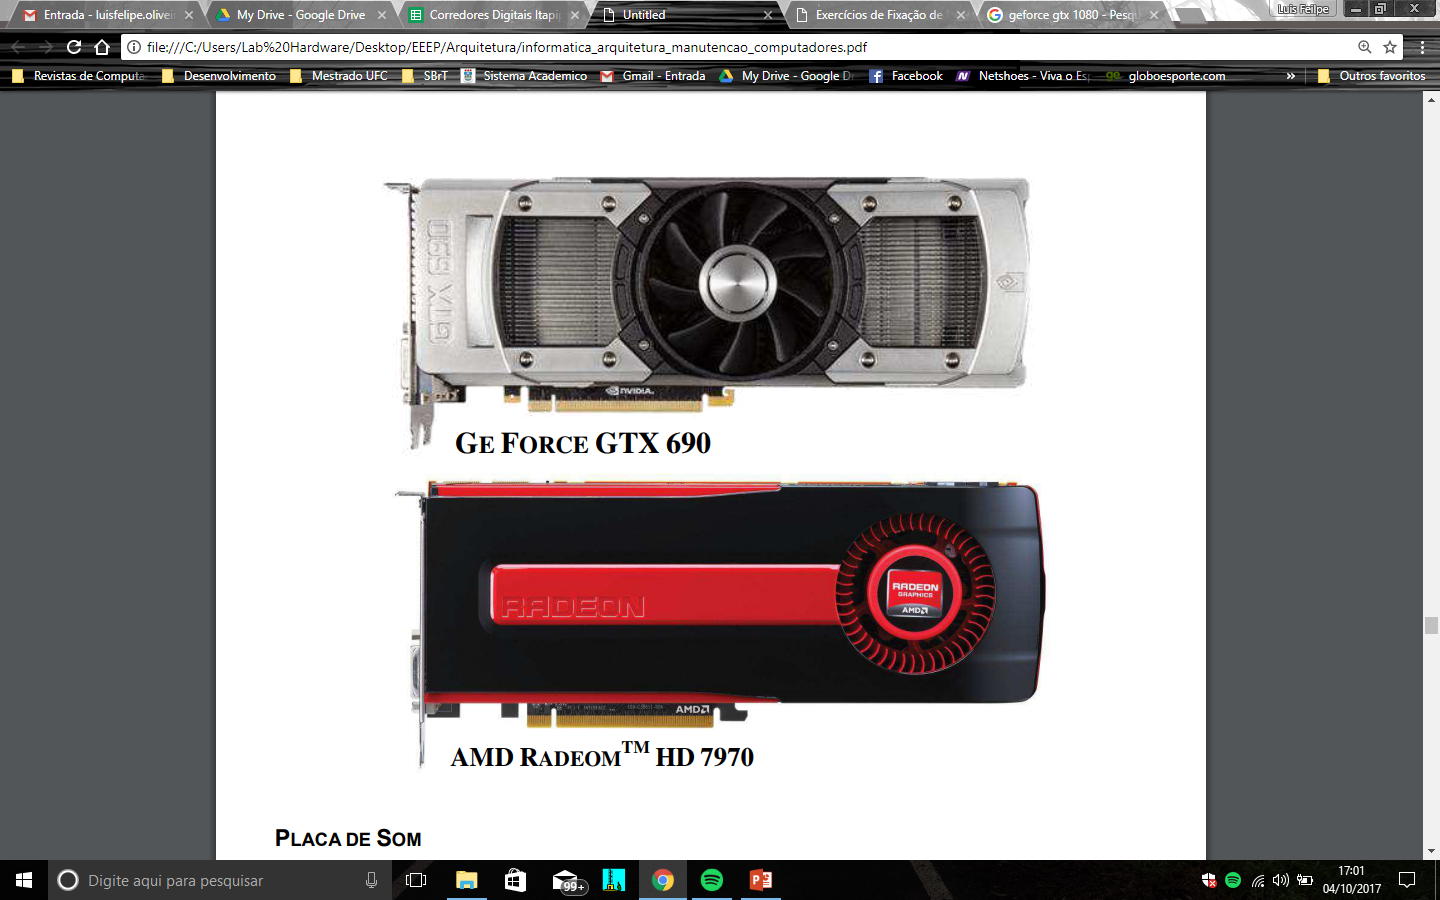 Entrada - luisfelipe.olivei
My Drive - Google Drive
Corredores Digitais Itapi
Untitled
Exercícios de Fixação de
geforce gtx 1080 - Pesqu
Luis Felipe
file:///C:/Users/Lab%20Hardware/Desktop/EEEP/Arquitetura/informatica_arquitetura_manutencao_computadores.pdf
Revistas de Computa
Desenvolvimento
Mestrado UFC
SBrT
Sistema Academico
Gmail - Entrada
My Drive - Google D
Facebook
Netshoes - Viva o Es
globoesporte.com
»
Outros favoritos
GTX 690
NVIDIA.
GE FORCE GTX 690
RADEON
RADEON
GRAPHICS
AMD
AMD
AMD RADEOM™ HD 7970
PLACA DE SOM
Digite aqui para pesquisar
99+
17:01
04/10/2017